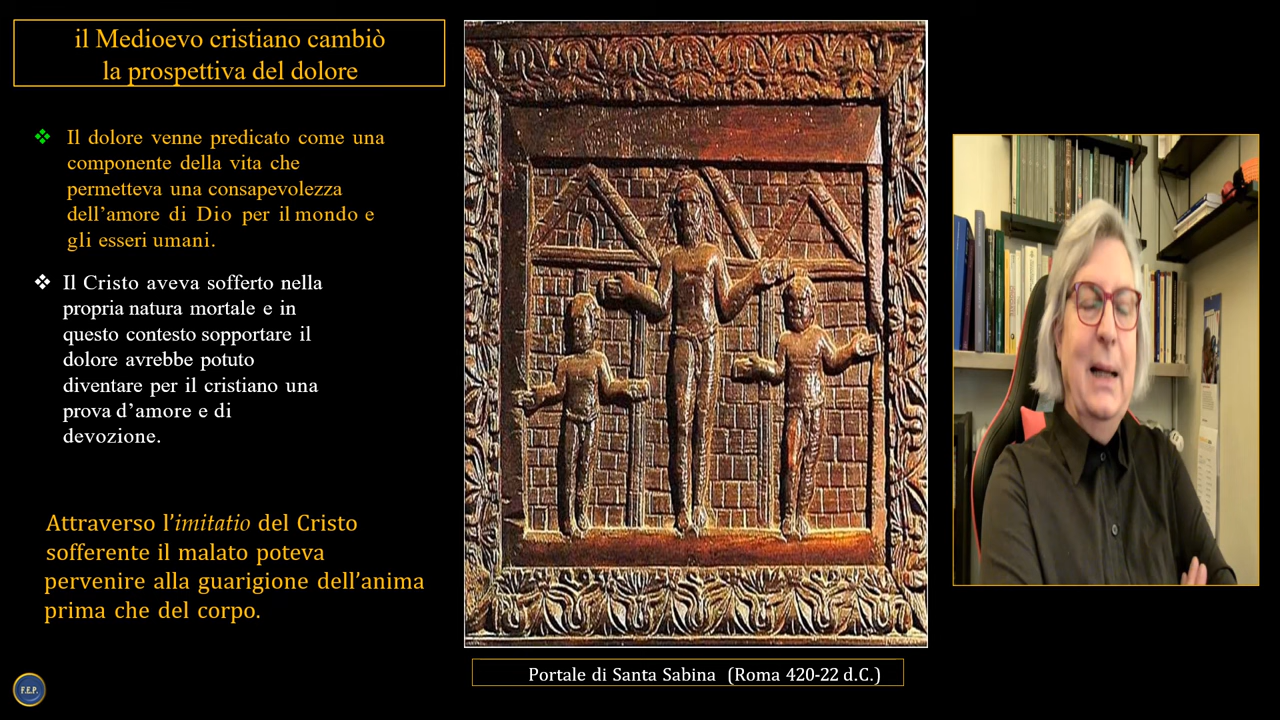 il Medioevo cristiano cambiò
la prospettiva del dolore
❖ Il dolore venne predicato come una
componente della vita che
permetteva una consapevolezza
dell’amore di Dio per il mondo e
gli esseri umani.
❖ Il Cristo aveva sofferto nella
propria natura mortale e in
questo contesto sopportare il
dolore avrebbe potuto
diventare per il cristiano una
prova d’amore e di
devozione.
Attraverso l’imitatio del Cristo
sofferente il malato poteva
pervenire alla guarigione dell’anima
prima che del corpo.
Portale di Santa Sabina (Roma 420-22 d.C.)
F.E.P.